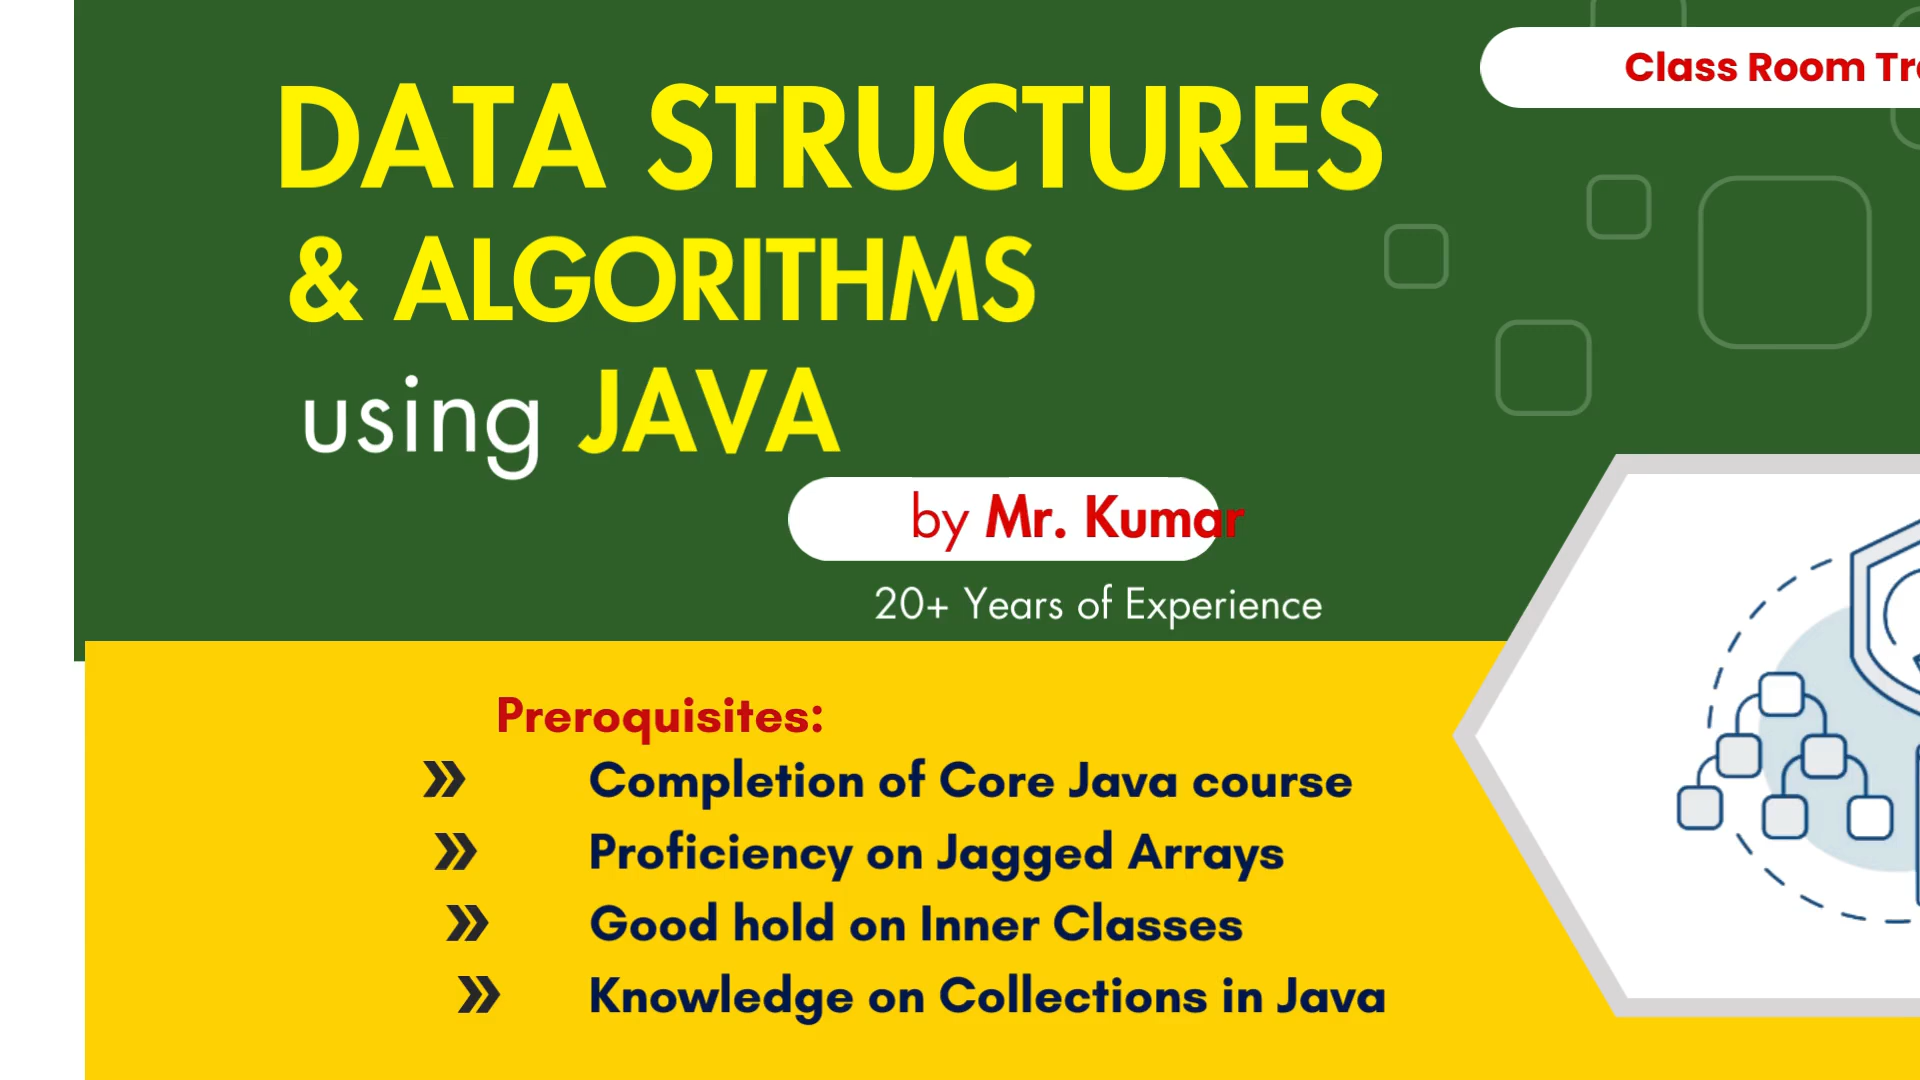 Class Room
DATA STRUCTURES
& ALGORITHMS
using JAVA
by Mr. Kumar
20+ Years of Experience
Preroquisites:
Completion of Core Java course
Proficiency on Jagged Arrays
Good hold on Inner Classes
Knowledge on Collections in Java